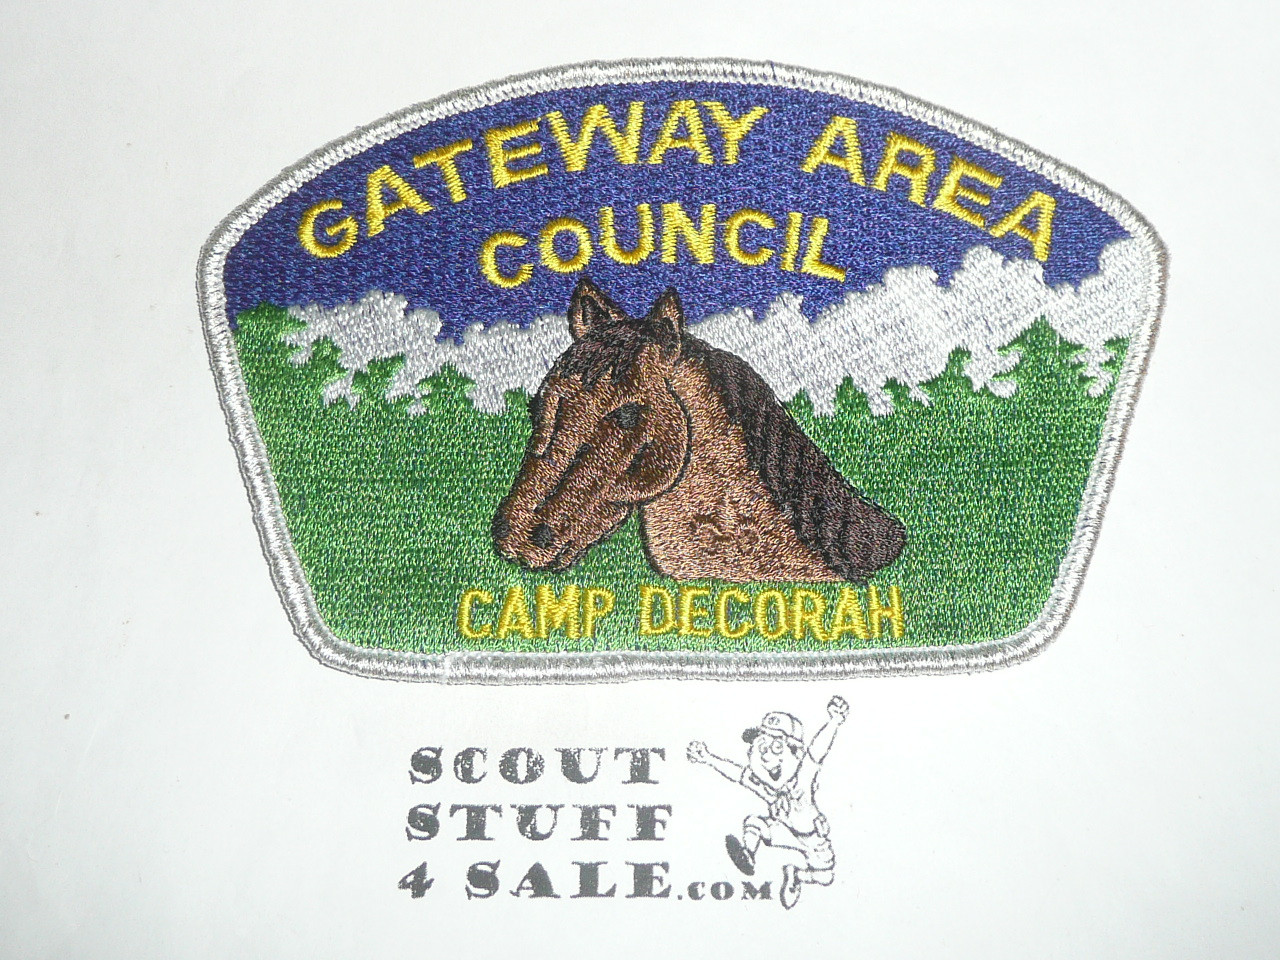 GATEWAY AREA
COUNCIL
CAMP DECORAH
SCOUT
STUFF
4 SALE.COM